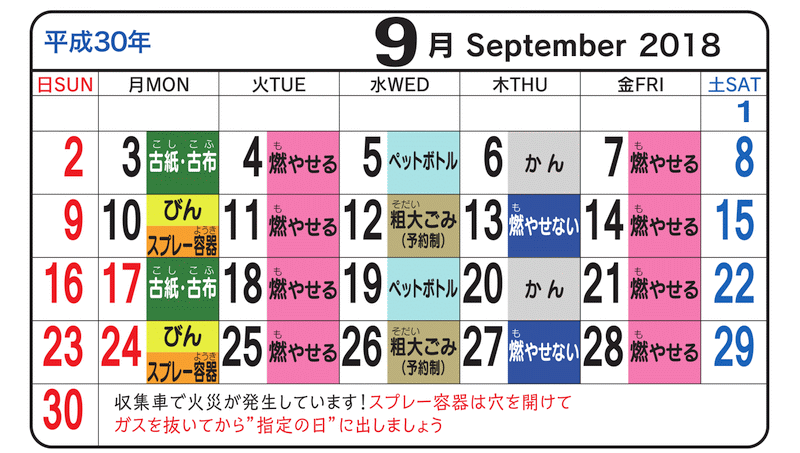 平成30年 9月 September 2018
日SUN 月MON 火TUE 水WED 木THU 金FRI 土SAT
1
こし こふ も も
2 3 古紙・古布 4 燃やせる 5 ペットボトル 6 かん 7 燃やせる 8
も そだい も も
9 10 びん 11 燃やせる 12 粗大ごみ 13 燃やせない 14 燃やせる 15
ようき
スプレー容器 (予約制)
こし こふ も も
16 17 古紙・古布 18 燃やせる 19 ペットボトル 20 かん 21 燃やせる 22
も そだい も も
23 24 びん 25 燃やせる 26 粗大ごみ 27 燃やせない 28 燃やせる 29
ようき
スプレー容器 (予約制)
30 収集車で火災が発生しています!スプレー容器は穴を開けて
ガスを抜いてから”指定の日”に出しましょう